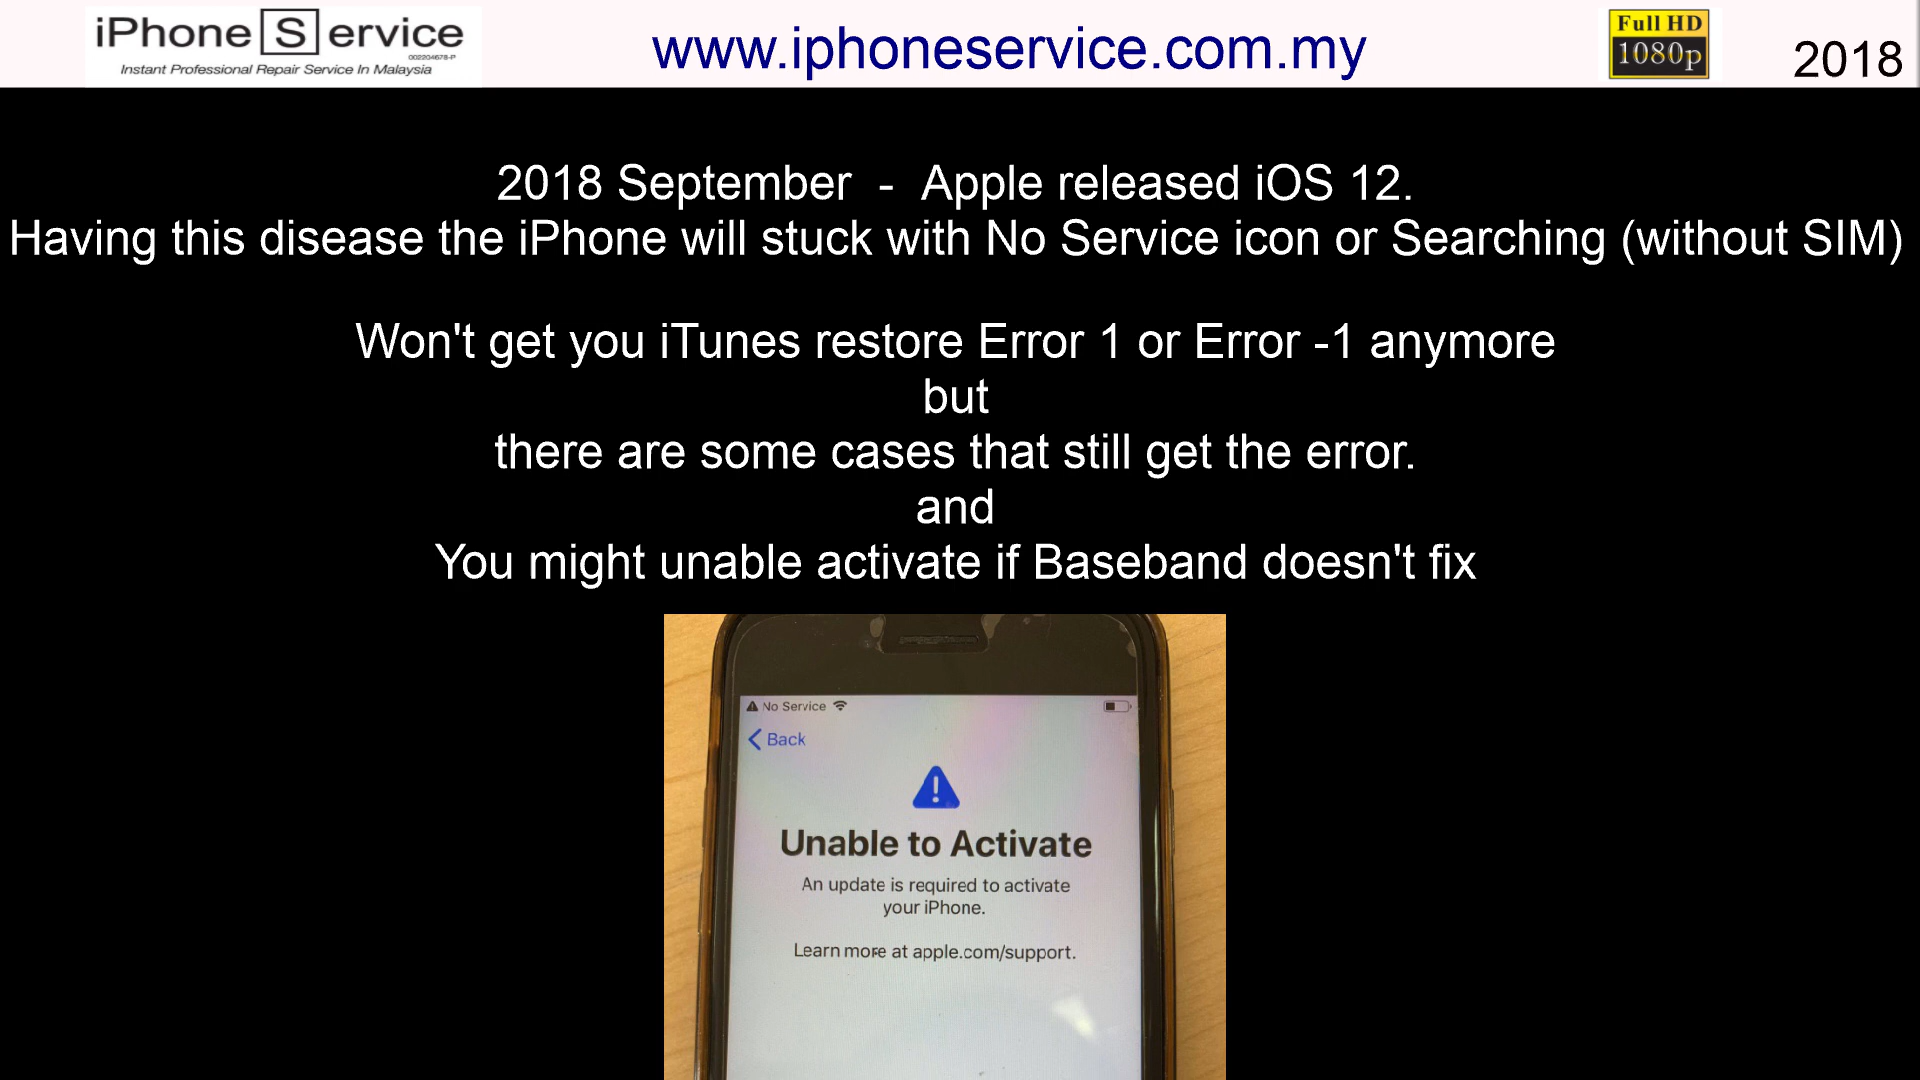 iPhone S ervice
002204678-P
Instant Professional Repair Service In Malaysia
www.iphoneservice.com.my
Full HD
1080p
2018
2018 September - Apple released iOS 12.
Having this disease the iPhone will stuck with No Service icon or Searching (without SIM)
Won't get you iTunes restore Error 1 or Error -1 anymore
but
there are some cases that still get the error.
and
You might unable activate if Baseband doesn't fix
No Service
Back
Unable to Activate
An update is required to activate
your iPhone.
Learn more at apple.com/support.